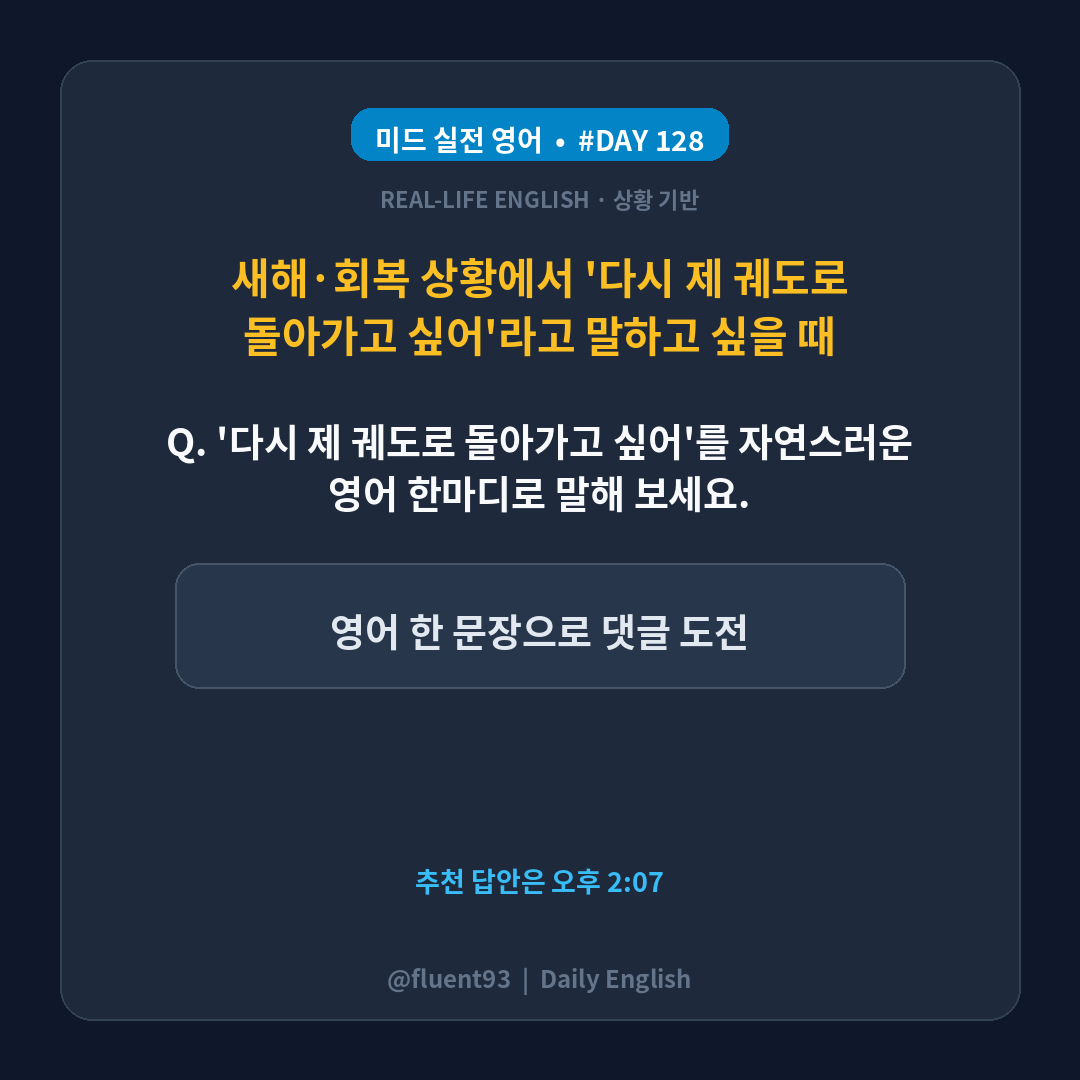 미드 실전 영어 • #DAY 128
REAL-LIFE ENGLISH · 상황 기반
새해·회복 상황에서 '다시 제 궤도로
돌아가고 싶어'라고 말하고 싶을 때
Q. '다시 제 궤도로 돌아가고 싶어'를 자연스러운
영어 한마디로 말해 보세요.
영어 한 문장으로 댓글 도전
추천 답안은 오후 2:07
@fluent93 | Daily English